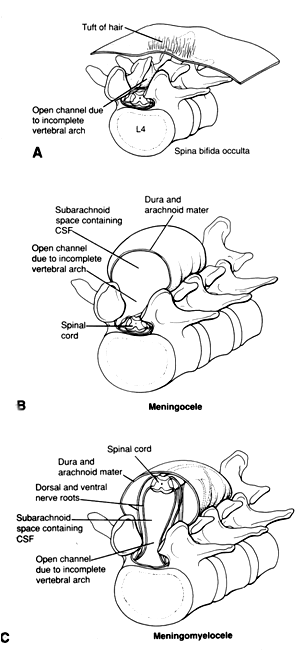 Tuft of hair
Open channel due
to incomplete
vertebral arch
L4
A
Spina bifida occulta
Subarachnoid
space containing
CSF
Dura and
arachnoid mater
Open channel
due to incomplete
vertebral arch
Spinal
cord
B
Meningocele
Spinal cord
Dura and
arachnoid mater
Dorsal and ventral
nerve roots
Subarachnoid
space containing
CSF
Open channel
due to incomplete
vertebral arch
C
Meningomyelocele